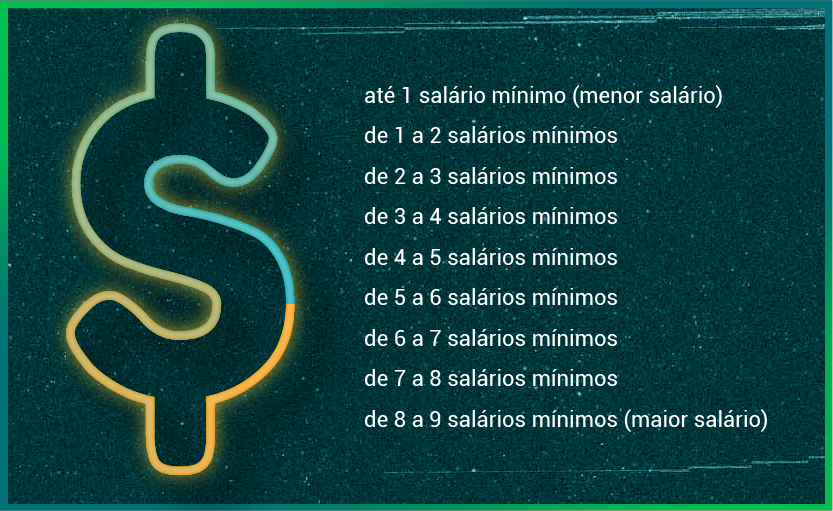 até 1 salário mínimo (menor salário)
de 1 a 2 salários mínimos
de 2 a 3 salários mínimos
de 3 a 4 salários mínimos
de 4 a 5 salários mínimos
de 5 a 6 salários mínimos
de 6 a 7 salários mínimos
de 7 a 8 salários mínimos
de 8 a 9 salários mínimos (maior salário)